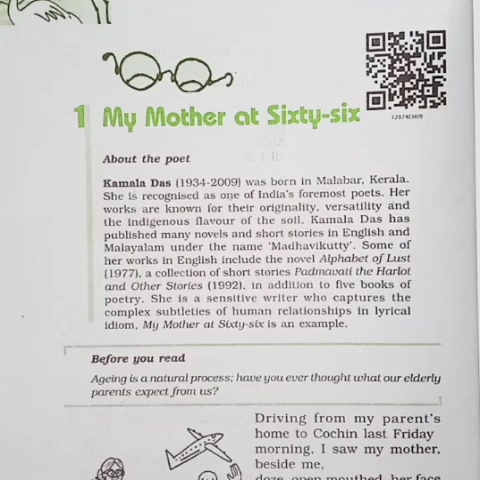 12074CH09
1 My Mother at Sixty-six
About the poet
Kamala Das (1934-2009) was born in Malabar, Kerala.
She is recognised as one of India's foremost poets. Her
works are known for their originality, versatility and
the indigenous flavour of the soil. Kamala Das has
published many novels and short stories in English and
Malayalam under the name 'Madhavikutty'. Some of
her works in English include the novel Alphabet of Lust
(1977), a collection of short stories Padmavati the Harlot
and Other Stories (1992), in addition to five books of
poetry. She is a sensitive writer who captures the
complex subtleties of human relationships in lyrical
idiom, My Mother at Sixty-six is an example.
Before you read
Ageing is a natural process; have you ever thought what our elderly
parents expect from us?
Driving from my parent's
home to Cochin last Friday
morning, I saw my mother,
beside me,
doze, open mouthed, her face